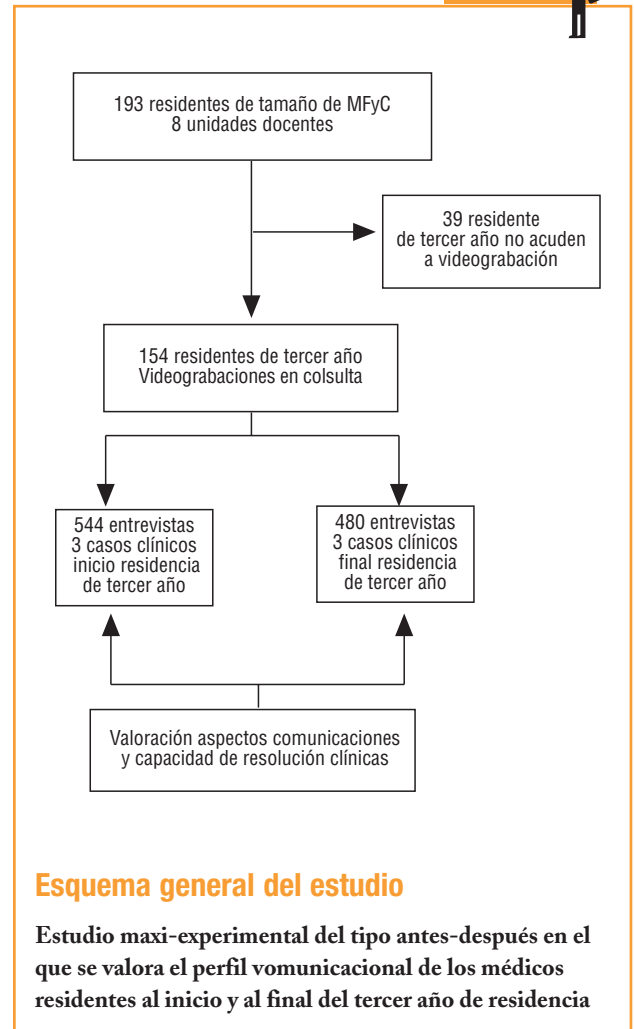 193 residentes de tamaño de MFyC
8 unidades docentes
39 residente
de tercer año no acuden
a videograbación
154 residentes de tercer año
Videograbaciones en colsulta
544 entrevistas
3 casos clínicos
inicio residencia
de tercer año
480 entrevistas
3 casos clínicos
final residencia
de tercer año
Valoración aspectos comunicaciones
y capacidad de resolución clínicas
Esquema general del estudio
Estudio maxi-experimental del tipo antes-después en el
que se valora el perfil vomunicacional de los médicos
residentes al inicio y al final del tercer año de residencia